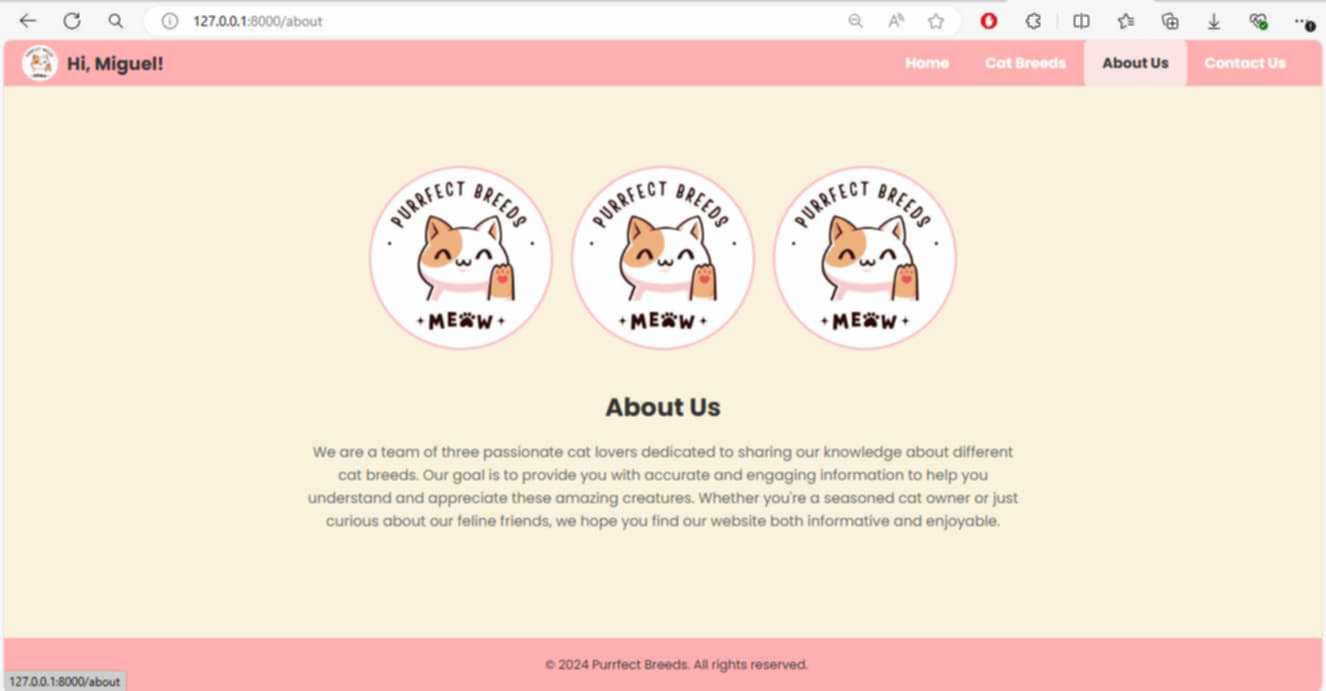 127.0.0.1:8000/about
Hi, Miguel!
Home
Cat Breeds
About Us
Contact Us
PURRFECT BREEDS
MEOW
PURRFECT BREEDS
MEOW
PURRFECT BREEDS
MEOW
About Us
We are a team of three passionate cat lovers dedicated to sharing our knowledge about different
cat breeds. Our goal is to provide you with accurate and engaging information to help you
understand and appreciate these amazing creatures. Whether you're a seasoned cat owner or just
curious about our feline friends, we hope you find our website both informative and enjoyable.
© 2024 Purrfect Breeds. All rights reserved.
127.0.0.1:8000/about